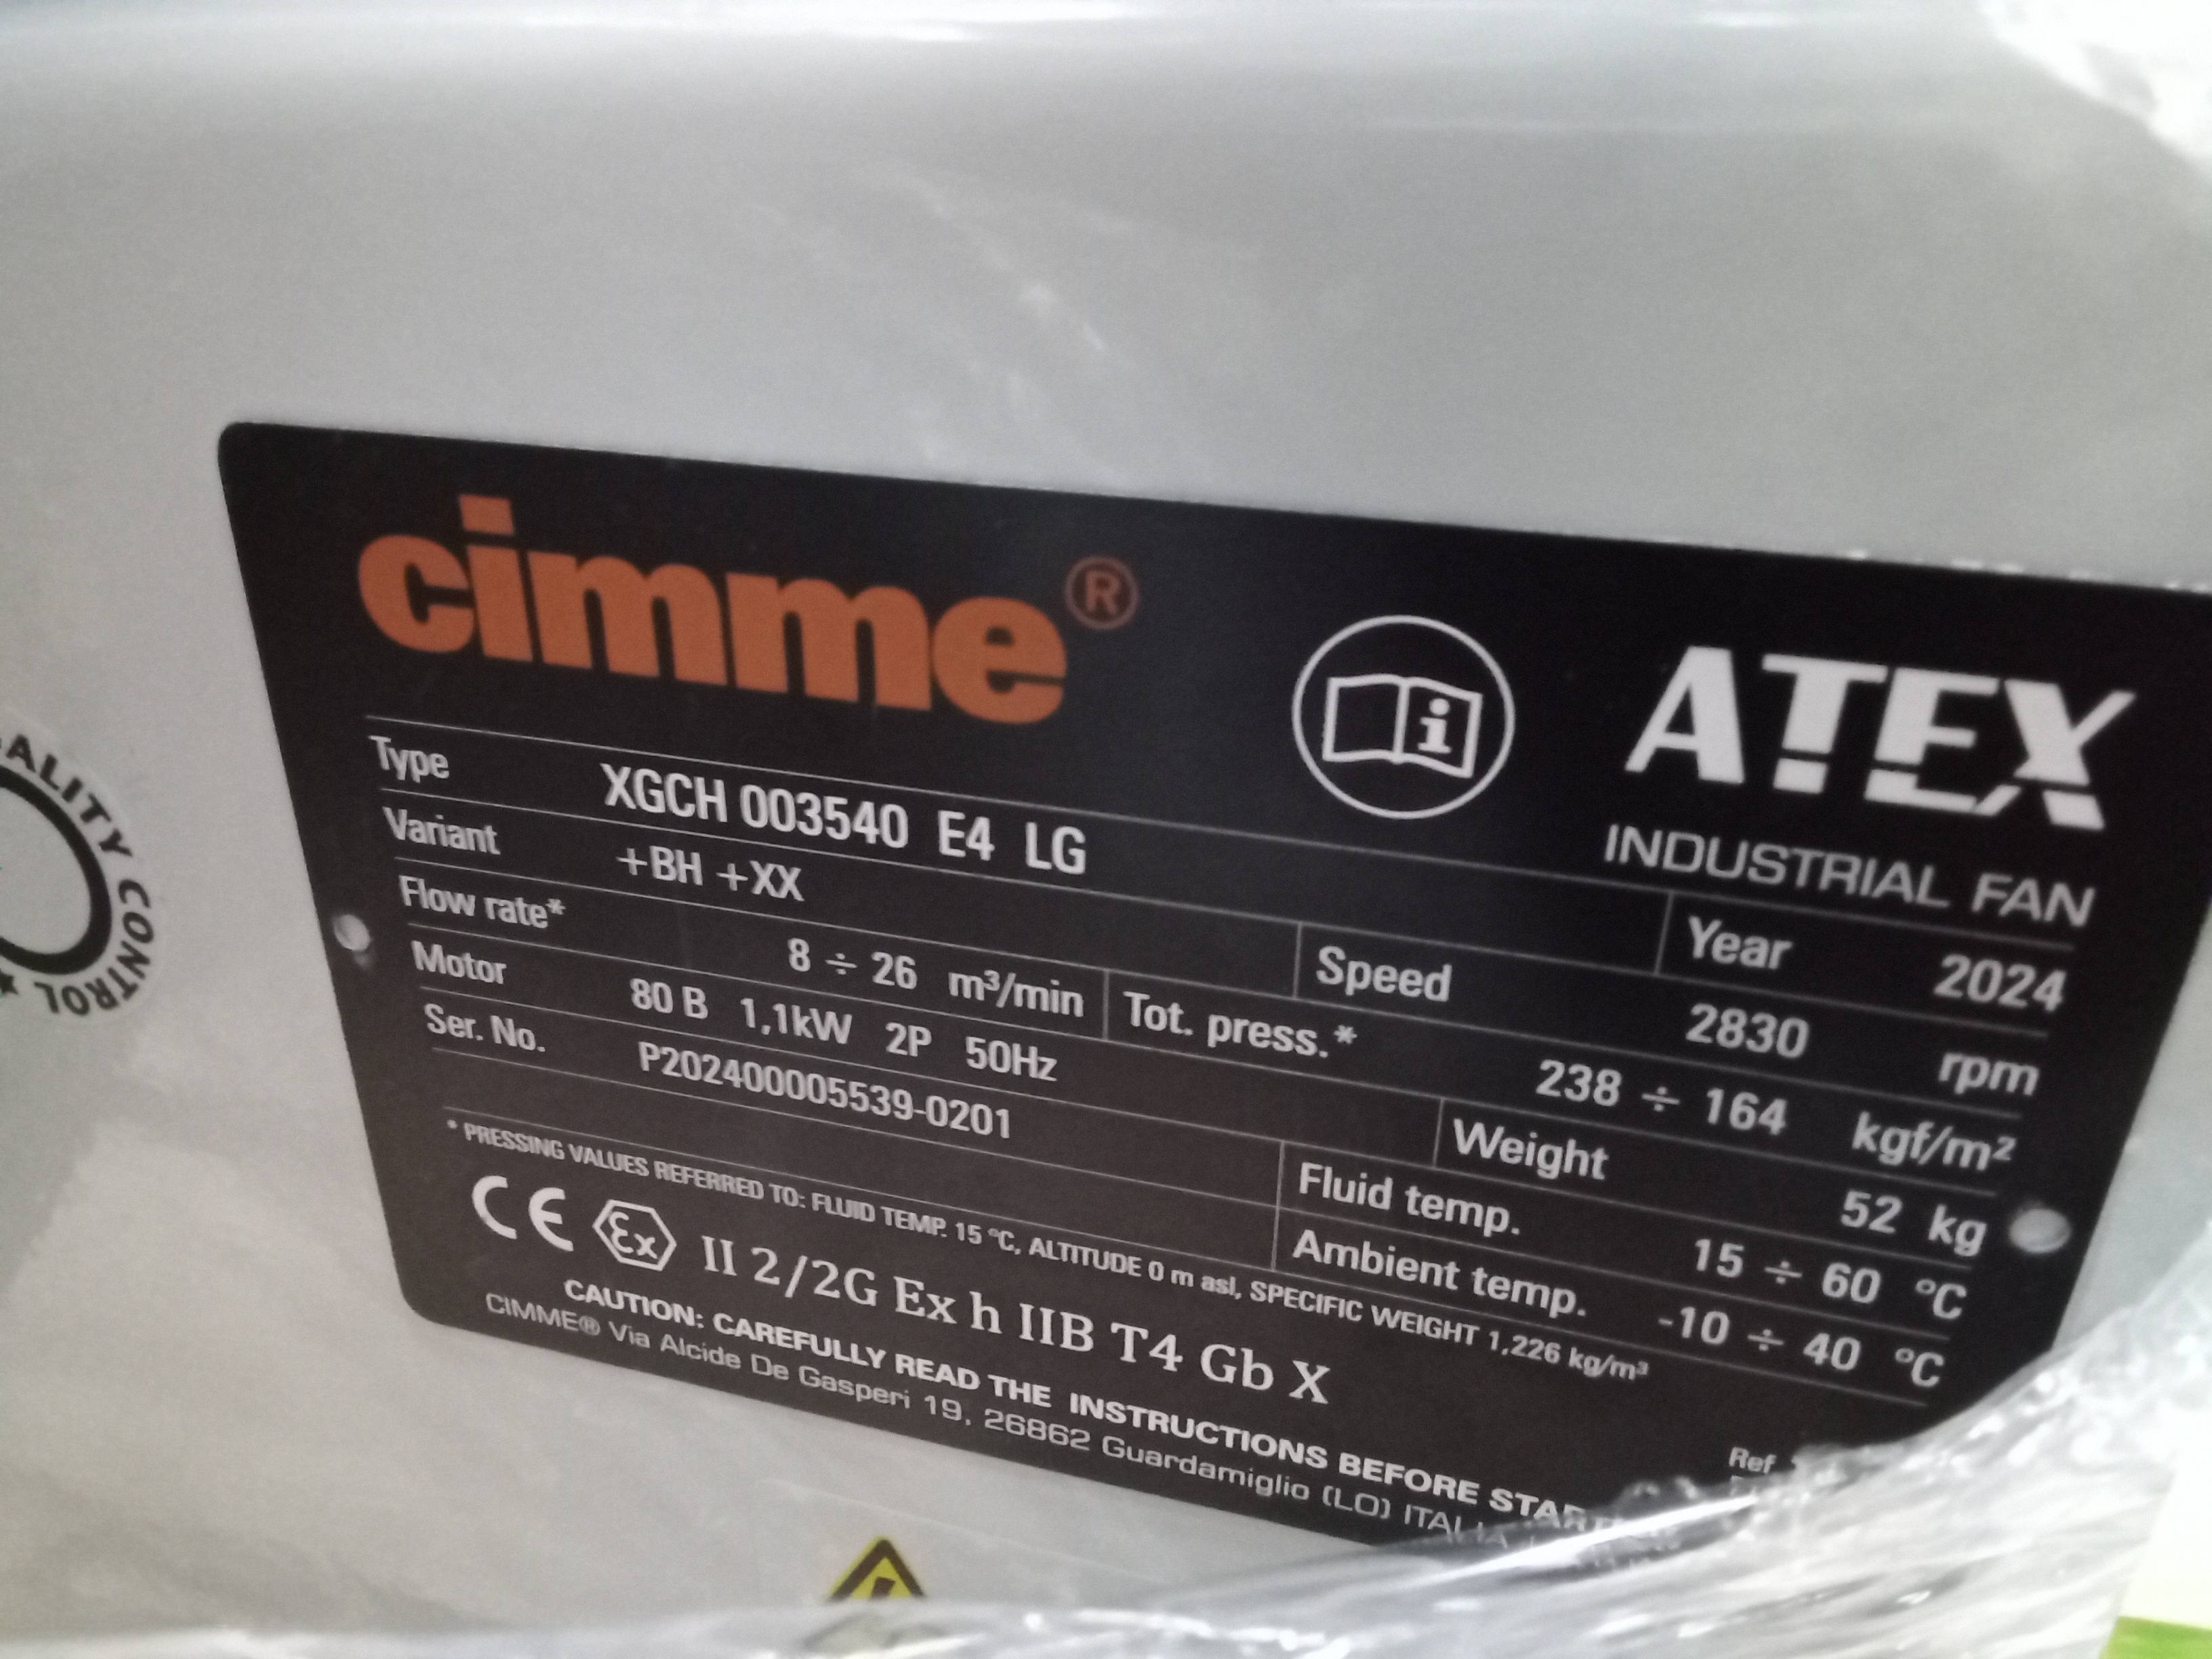 cimme®
ATEX
INDUSTRIAL FAN
Type XGCH 003540 E4 LG Year 2024
Variant +BH +XX Speed 2830 rpm
Flow rate* 8 ÷ 26 m³/min Tot. press.* 238 ÷ 164 kgf/m²
Motor 80 B 1,1kW 2P 50Hz Weight 52 kg
Ser. No. P202400005539-0201 Fluid temp. 15 ÷ 60 °C
Ambient temp. -10 ÷ 40 °C
* PRESSING VALUES REFERRED TO: FLUID TEMP. 15 °C, ALTITUDE 0 m asl, SPECIFIC WEIGHT 1,226 kg/m³
CE Ex II 2/2G Ex h IIB T4 Gb X
CAUTION: CAREFULLY READ THE INSTRUCTIONS BEFORE
CIMME® Via Alcide De Gasperi 19, 26862 Guardamiglio (LO) ITALIA
Ref
CONTROL